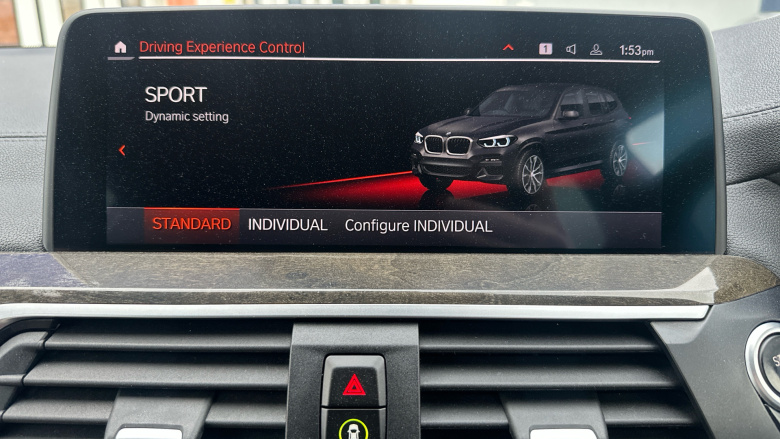 Driving Experience Control
1
1:53pm
SPORT
Dynamic setting
STANDARD INDIVIDUAL Configure INDIVIDUAL